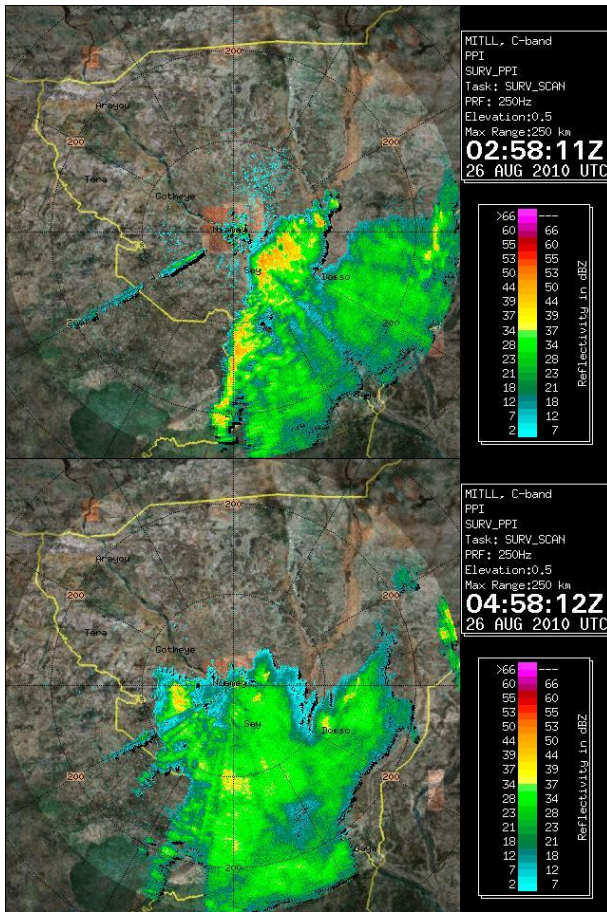 MITLL, C-band
PPI
SURV_PPI
Task: SURV_SCAN
PRF: 250Hz
Elevation:0.5
Max Range:250 km
02:58:11Z
26 AUG 2010 UTC
200
Arayou
200
200
Tera
Gotheye
Niamey
Say
Dosso
200
200
200
>66 ---
60 66
55 60
53 55
50 53
44 50
39 44
37 39
34 37
28 34
23 28
21 23
18 21
12 18
7 12
2 7
Reflectivity in dBZ
MITLL, C-band
PPI
SURV_PPI
Task: SURV_SCAN
PRF: 250Hz
Elevation:0.5
Max Range:250 km
04:58:12Z
26 AUG 2010 UTC
200
Arayou
200
200
Tera
Gotheye
Niamey
Say
Dosso
200
200
200
>66 ---
60 66
55 60
53 55
50 53
44 50
39 44
37 39
34 37
28 34
23 28
21 23
18 21
12 18
7 12
2 7
Reflectivity in dBZ